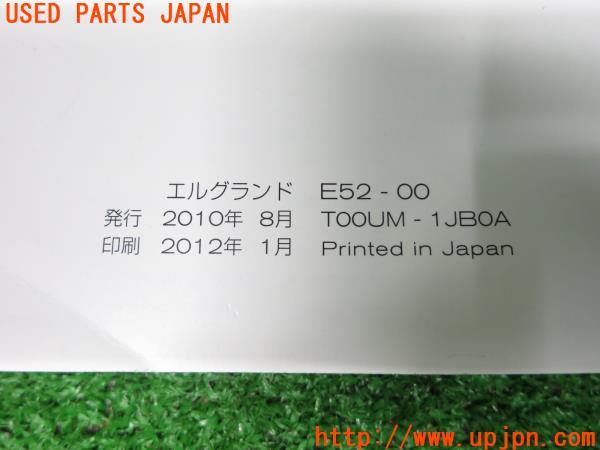 USED PARTS JAPAN
エルグランド E52 - 00
発行 2010年 8月 T00UM - 1JB0A
印刷 2012年 1月 Printed in Japan
http://www.upjpn.com/